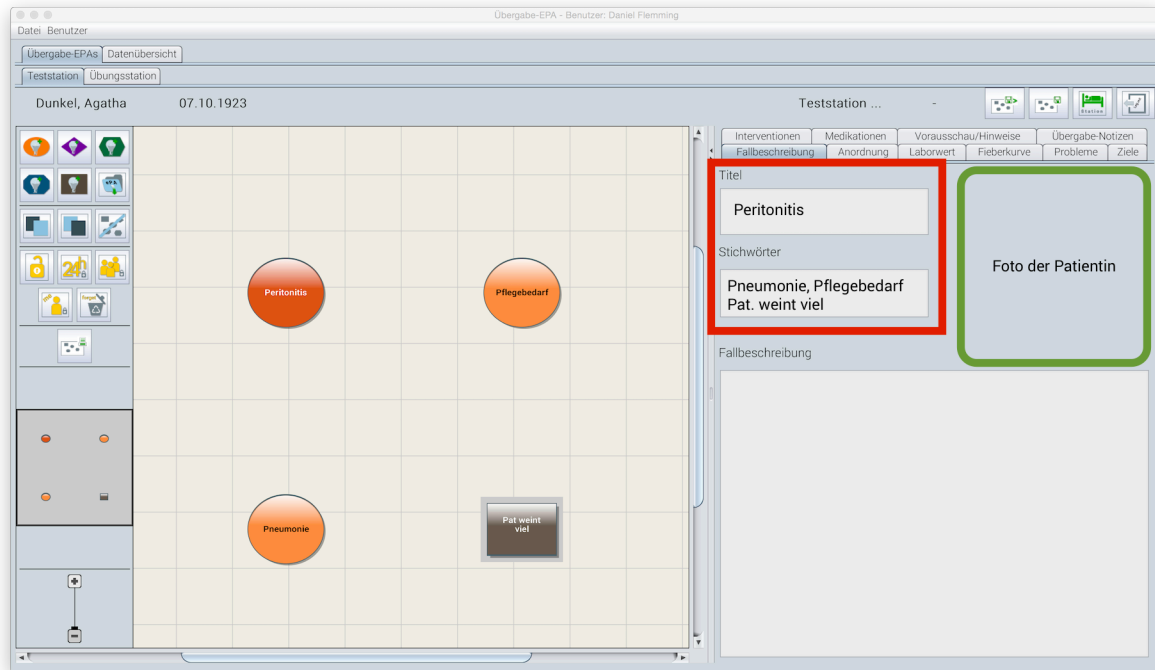 Übergabe-EPA - Benutzer: Daniel Flemming
Datei Benutzer
Übergabe-EPAs Datenübersicht
Teststation Übungsstation
Dunkel, Agatha 07.10.1923 Teststation ... -
Station
Interventionen Medikationen Vorausschau/Hinweise Übergabe-Notizen
Fallbeschreibung Anordnung Laborwert Fieberkurve Probleme Ziele
Titel
Peritonitis
Stichwörter
Pneumonie, Pflegebedarf
Pat. weint viel
Foto der Patientin
Fallbeschreibung
24h
forget
Peritonitis
Pflegebedarf
Pneumonie
Pat weint
viel